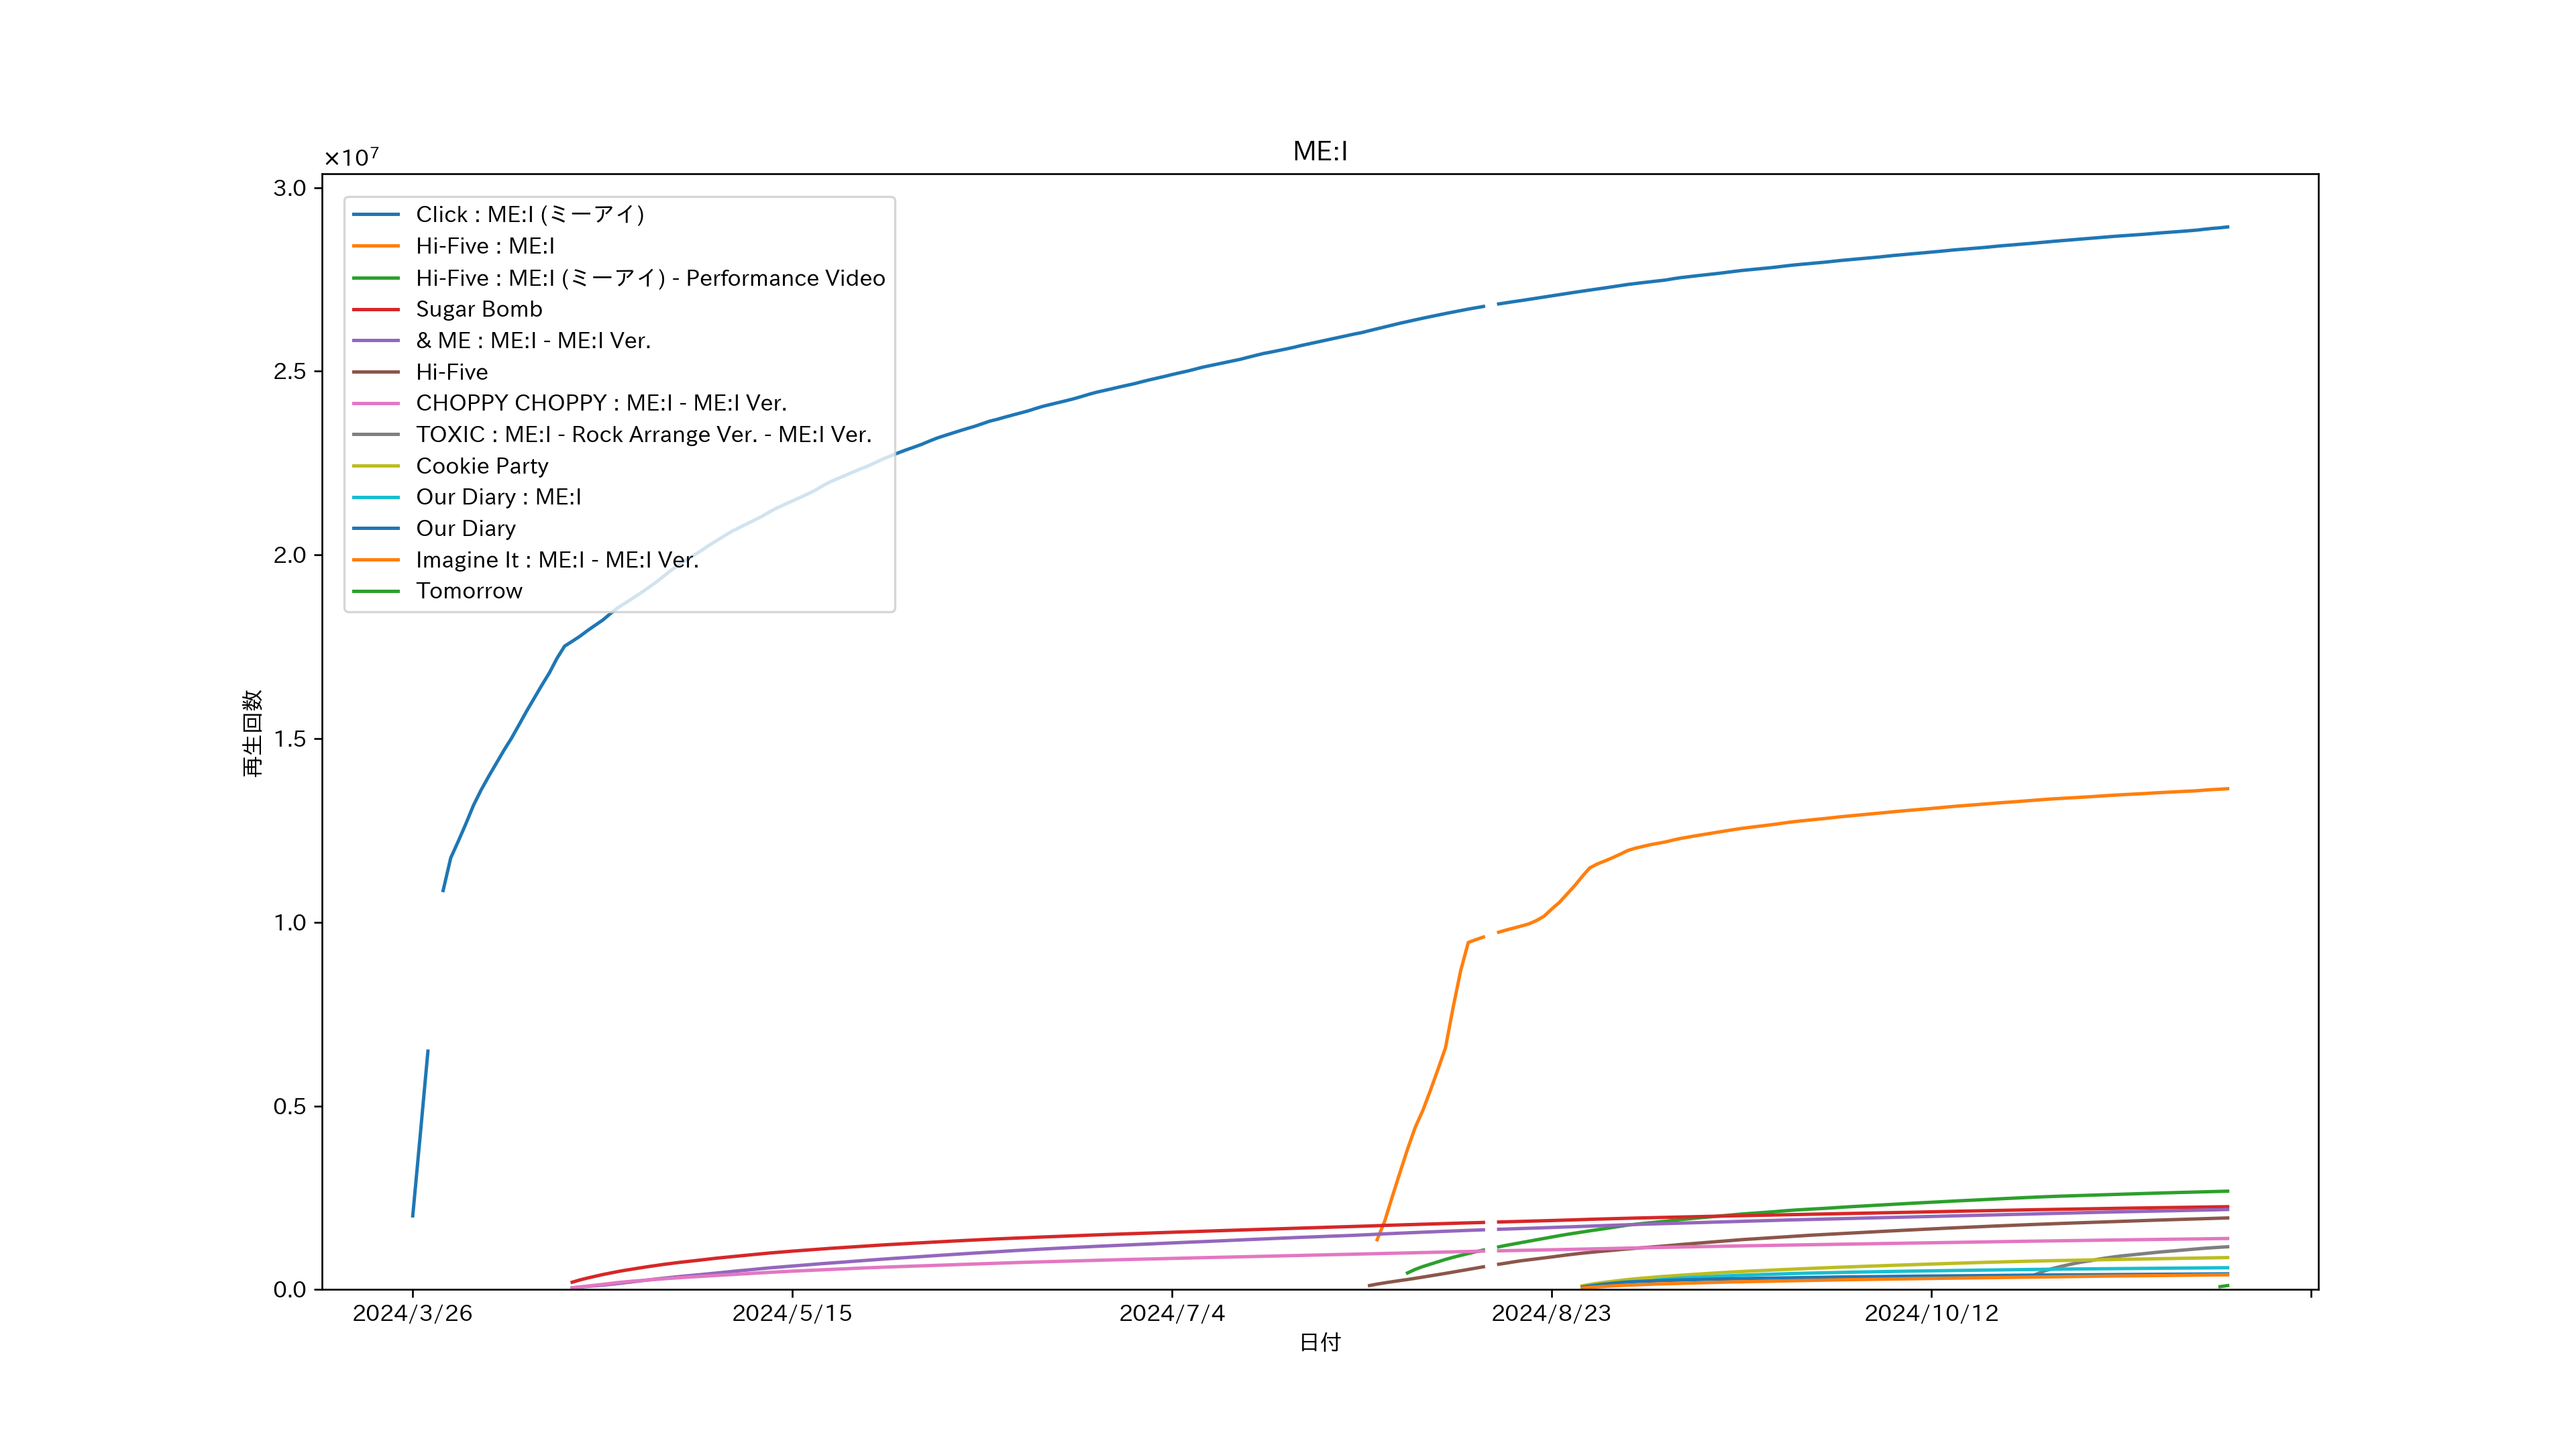 ME:I
×10⁷
3.0
2.5
2.0
1.5
1.0
0.5
0.0
再生回数
Click : ME:I (ミーアイ)
Hi-Five : ME:I
Hi-Five : ME:I (ミーアイ) - Performance Video
Sugar Bomb
& ME : ME:I - ME:I Ver.
Hi-Five
CHOPPY CHOPPY : ME:I - ME:I Ver.
TOXIC : ME:I - Rock Arrange Ver. - ME:I Ver.
Cookie Party
Our Diary : ME:I
Our Diary
Imagine It : ME:I - ME:I Ver.
Tomorrow
2024/3/26 2024/5/15 2024/7/4 2024/8/23 2024/10/12
日付